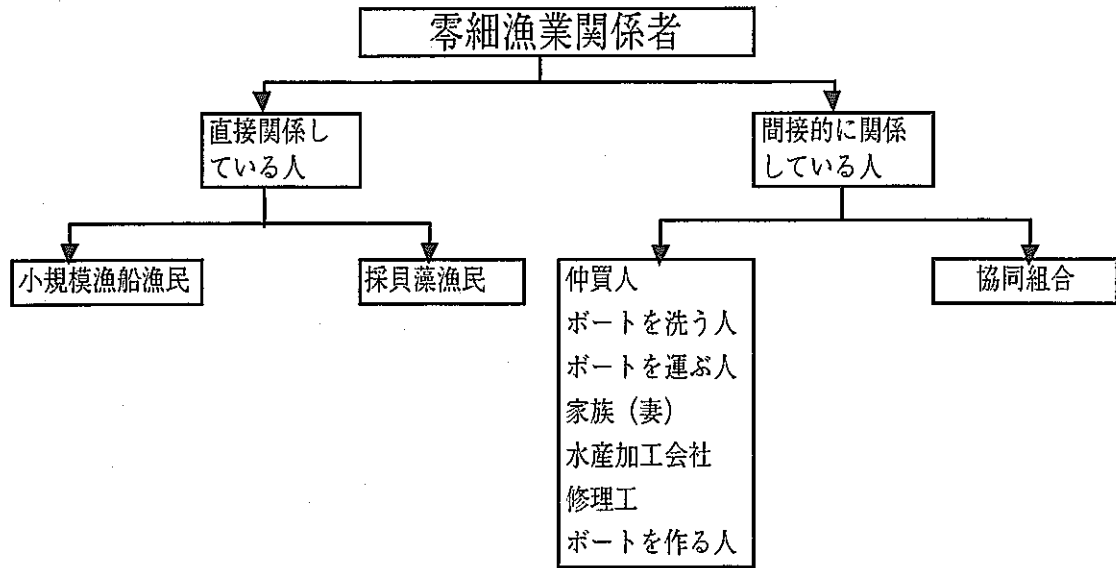 零細漁業関係者
直接関係し
ている人
間接的に関係
している人
小規模漁船漁民
採貝藻漁民
仲買人
ボートを洗う人
ボートを運ぶ人
家族（妻）
水産加工会社
修理工
ボートを作る人
協同組合